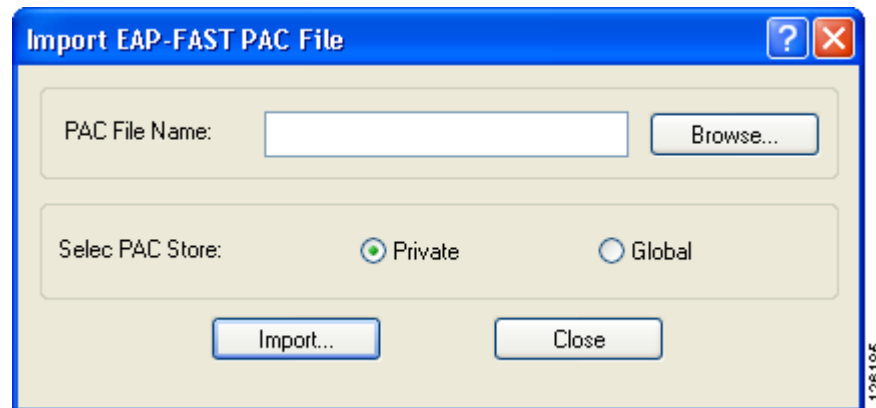 Import EAP-FAST PAC File
PAC File Name:
Browse...
Selec PAC Store:
Private
Global
Import...
Close